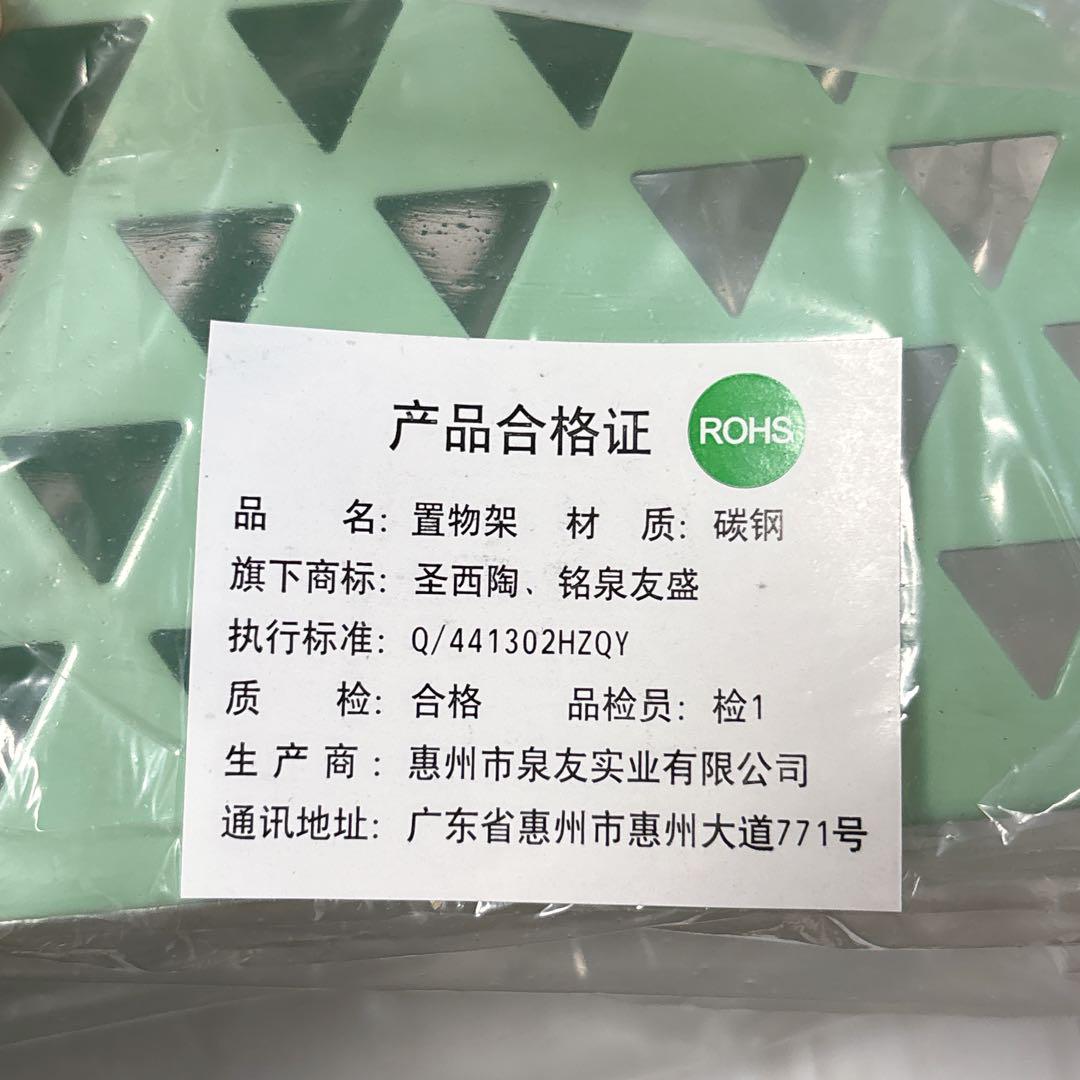 产品合格证 ROHS
品 名: 置物架 材 质: 碳钢
旗下商标: 圣西陶、铭泉友盛
执行标准: Q/441302HZQY
质 检: 合格 品检员: 检1
生产商: 惠州市泉友实业有限公司
通讯地址: 广东省惠州市惠州大道771号